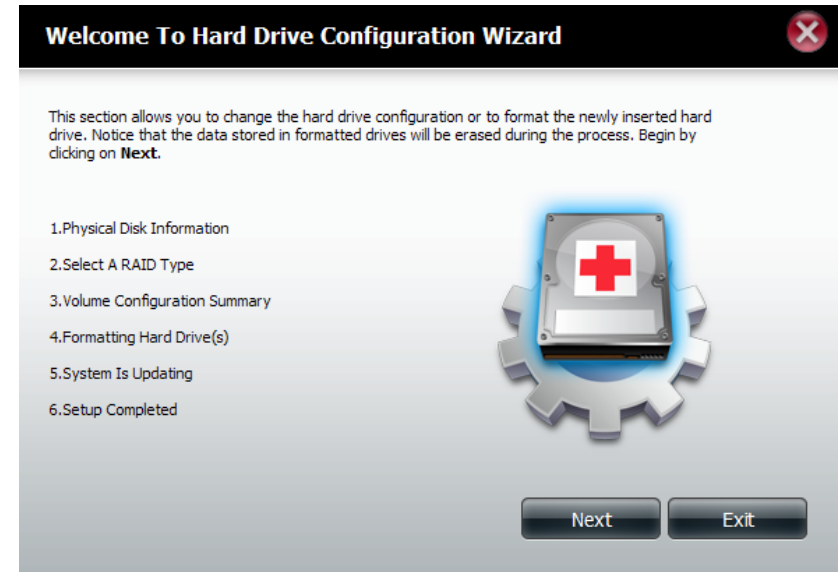 Welcome To Hard Drive Configuration Wizard
This section allows you to change the hard drive configuration or to format the newly inserted hard
drive. Notice that the data stored in formatted drives will be erased during the process. Begin by
clicking on Next.
1.Physical Disk Information
2.Select A RAID Type
3.Volume Configuration Summary
4.Formatting Hard Drive(s)
5.System Is Updating
6.Setup Completed
Next
Exit